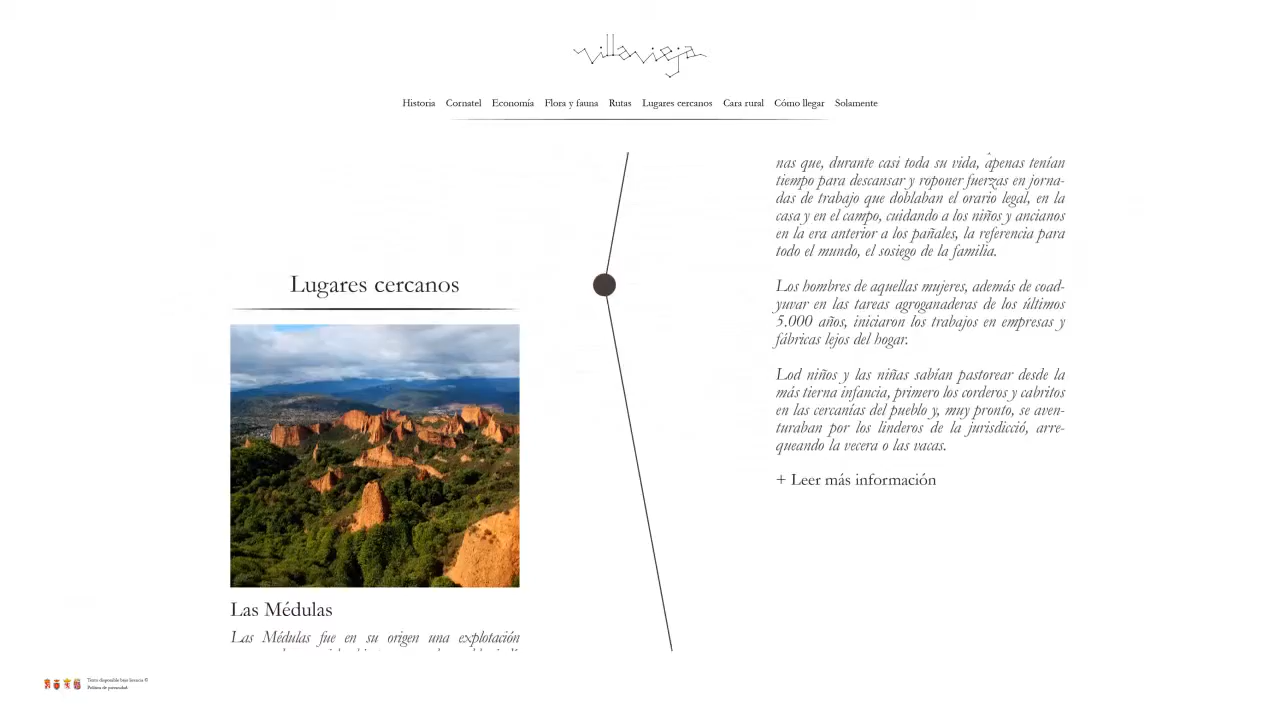 villavieja
Historia Cornatel Economía Flora y fauna Rutas Lugares cercanos Cara rural Cómo llegar Solamente
Lugares cercanos
Las Médulas
Las Médulas fue en su origen una explotación
nas que, durante casi toda su vida, apenas tenían
tiempo para descansar y roponer fuerzas en jorna-
das de trabajo que doblaban el orario legal, en la
casa y en el campo, cuidando a los niños y ancianos
en la era anterior a los pañales, la referencia para
todo el mundo, el sosiego de la familia.
Los hombres de aquellas mujeres, además de coad-
yuvar en las tareas agroganaderas de los últimos
5.000 años, iniciaron los trabajos en empresas y
fábricas lejos del hogar.
Lod niños y las niñas sabían pastorear desde la
más tierna infancia, primero los corderos y cabritos
en las cercanías del pueblo y, muy pronto, se aven-
turaban por los linderos de la jurisdicció, arre-
queando la vecera o las vacas.
+ Leer más información
Texto disponible bajo licencia ©
Política de privacidad